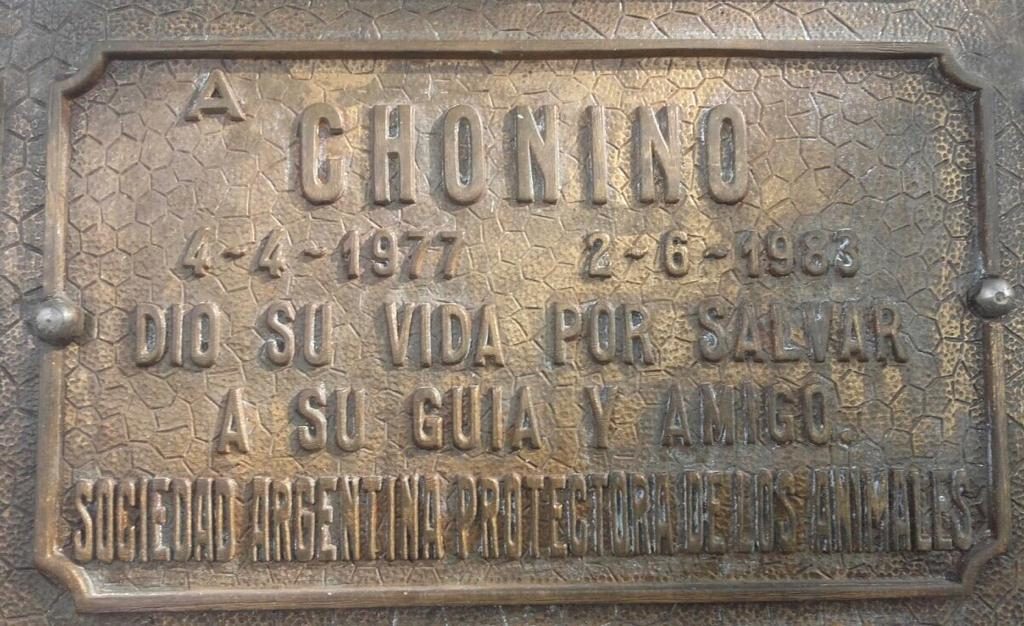 A
CHONINO
4-4-1977 2-6-1983
DIO SU VIDA POR SALVAR
A SU GUIA Y AMIGO.
SOCIEDAD ARGENTINA PROTECTORA DE LOS ANIMALES